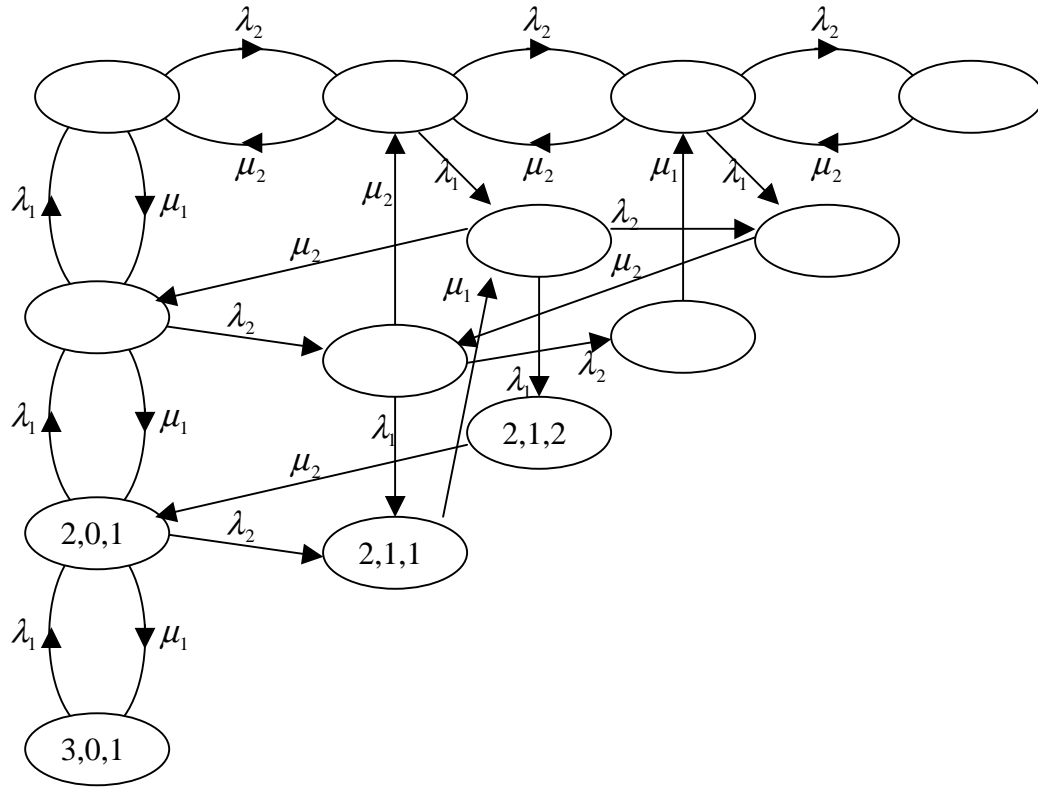 λ₂ λ₂ λ₂
μ₂ μ₂ μ₁ μ₂
λ₁ μ₁ μ₂ λ₁ λ₁
λ₂
μ₂ μ₂
μ₁
λ₂
λ₂
λ₁ μ₁ λ₁ λ₁
2,1,2
μ₂
2,0,1 λ₂ 2,1,1
λ₁ μ₁
3,0,1